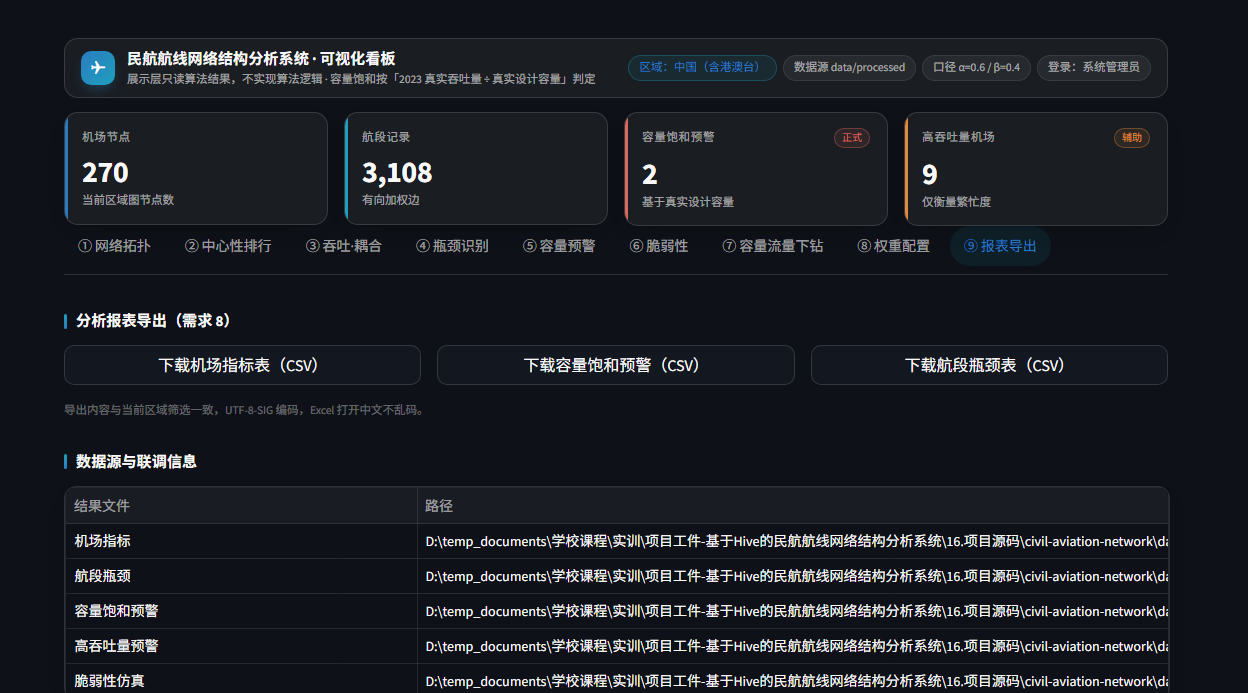 民航航线网络结构分析系统 · 可视化看板
展示层只读算法结果，不实现算法逻辑 · 容量饱和按「2023 真实吞吐量 ÷ 真实设计容量」判定
区域：中国（含港澳台）
数据源 data/processed
口径 α=0.6 / β=0.4
登录：系统管理员
机场节点
270
当前区域图节点数
航段记录
3,108
有向加权边
容量饱和预警
正式
2
基于真实设计容量
高吞吐量机场
辅助
9
仅衡量繁忙度
① 网络拓扑
② 中心性排行
③ 吞吐·耦合
④ 瓶颈识别
⑤ 容量预警
⑥ 脆弱性
⑦ 容量流量下钻
⑧ 权重配置
⑨ 报表导出
分析报表导出（需求 8）
下载机场指标表（CSV）
下载容量饱和预警（CSV）
下载航段瓶颈表（CSV）
导出内容与当前区域筛选一致，UTF-8-SIG 编码，Excel 打开中文不乱码。
数据源与联调信息
结果文件
路径
机场指标
D:\temp_documents\学校课程\实训\项目工件-基于Hive的民航航线网络结构分析系统\16.项目源码\civil-aviation-network\da
航段瓶颈
D:\temp_documents\学校课程\实训\项目工件-基于Hive的民航航线网络结构分析系统\16.项目源码\civil-aviation-network\da
容量饱和预警
D:\temp_documents\学校课程\实训\项目工件-基于Hive的民航航线网络结构分析系统\16.项目源码\civil-aviation-network\da
高吞吐量预警
D:\temp_documents\学校课程\实训\项目工件-基于Hive的民航航线网络结构分析系统\16.项目源码\civil-aviation-network\da
脆弱性仿真
D:\temp_documents\学校课程\实训\项目工件-基于Hive的民航航线网络结构分析系统\16.项目源码\civil-aviation-network\da